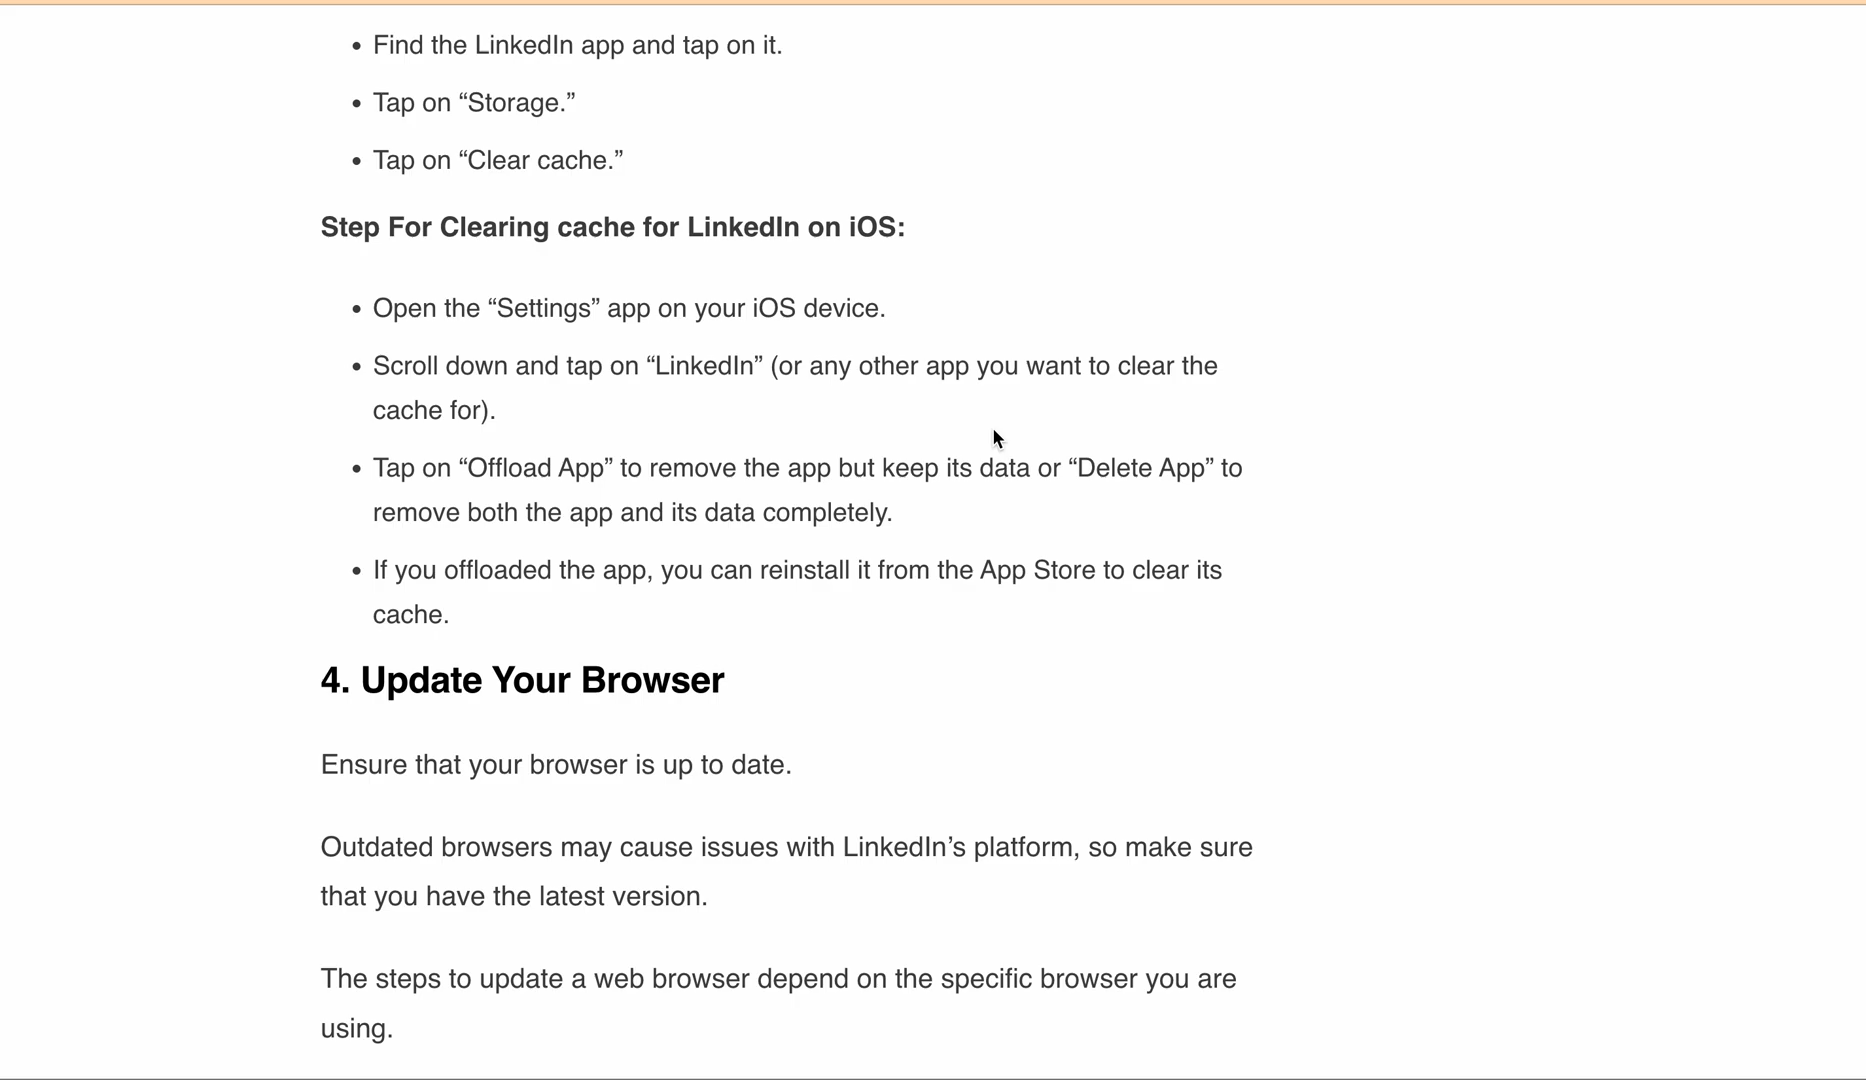 • Find the LinkedIn app and tap on it.
• Tap on “Storage.”
• Tap on “Clear cache.”
Step For Clearing cache for LinkedIn on iOS:
• Open the “Settings” app on your iOS device.
• Scroll down and tap on “LinkedIn” (or any other app you want to clear the
cache for).
• Tap on “Offload App” to remove the app but keep its data or “Delete App” to
remove both the app and its data completely.
• If you offloaded the app, you can reinstall it from the App Store to clear its
cache.
4. Update Your Browser
Ensure that your browser is up to date.
Outdated browsers may cause issues with LinkedIn’s platform, so make sure
that you have the latest version.
The steps to update a web browser depend on the specific browser you are
using.